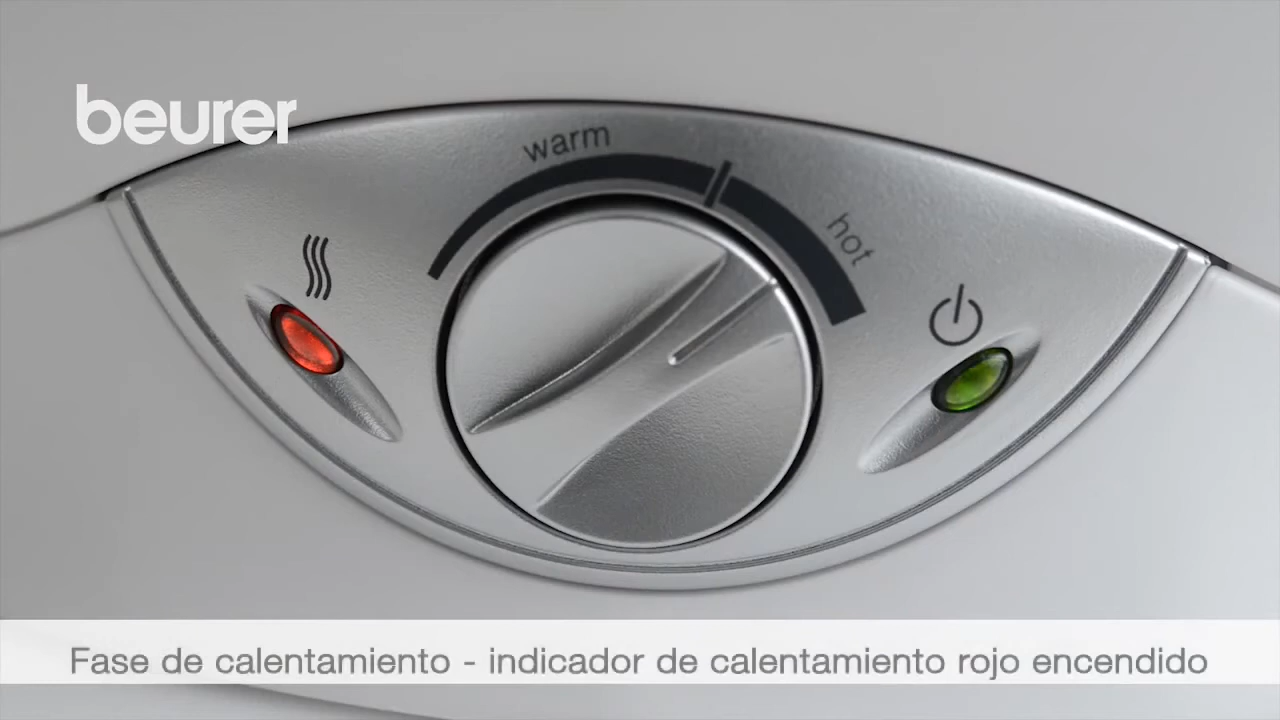 beurer
warm
hot
Fase de calentamiento - indicador de calentamiento rojo encendido